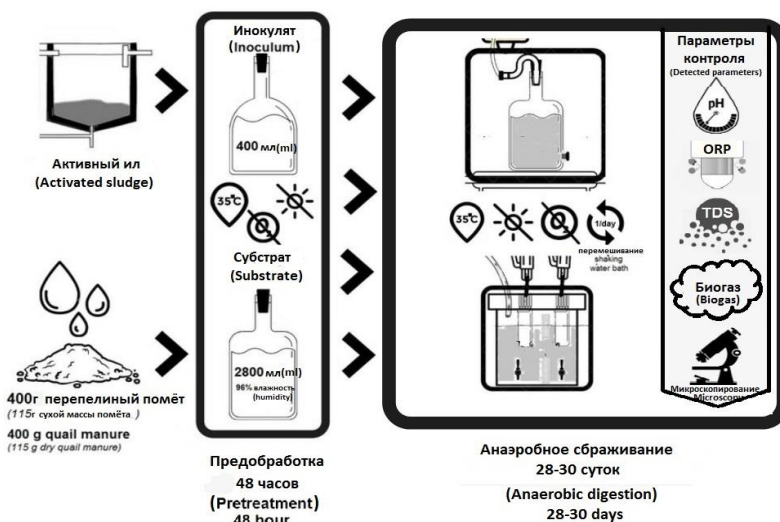 Активный ил
(Activated sludge)
400г перепелиный помёт
(115г сухой массы помёта )
400 g quail manure
(115 g dry quail manure)
Инокулят
(Inoculum)
400 мл(ml)
35°C
O₂
Субстрат
(Substrate)
2800 мл(ml)
96% влажность
(humidity)
Предобработка
48 часов
(Pretreatment)
48 hour
35°C
O₂
1/day
перемешивание
shaking
water bath
Анаэробное сбраживание
28-30 суток
(Anaerobic digestion)
28-30 days
Параметры
контроля
(Detected parameters)
pH
ORP
TDS
Биогаз
(Biogas)
Микроскопирование
Microscopy